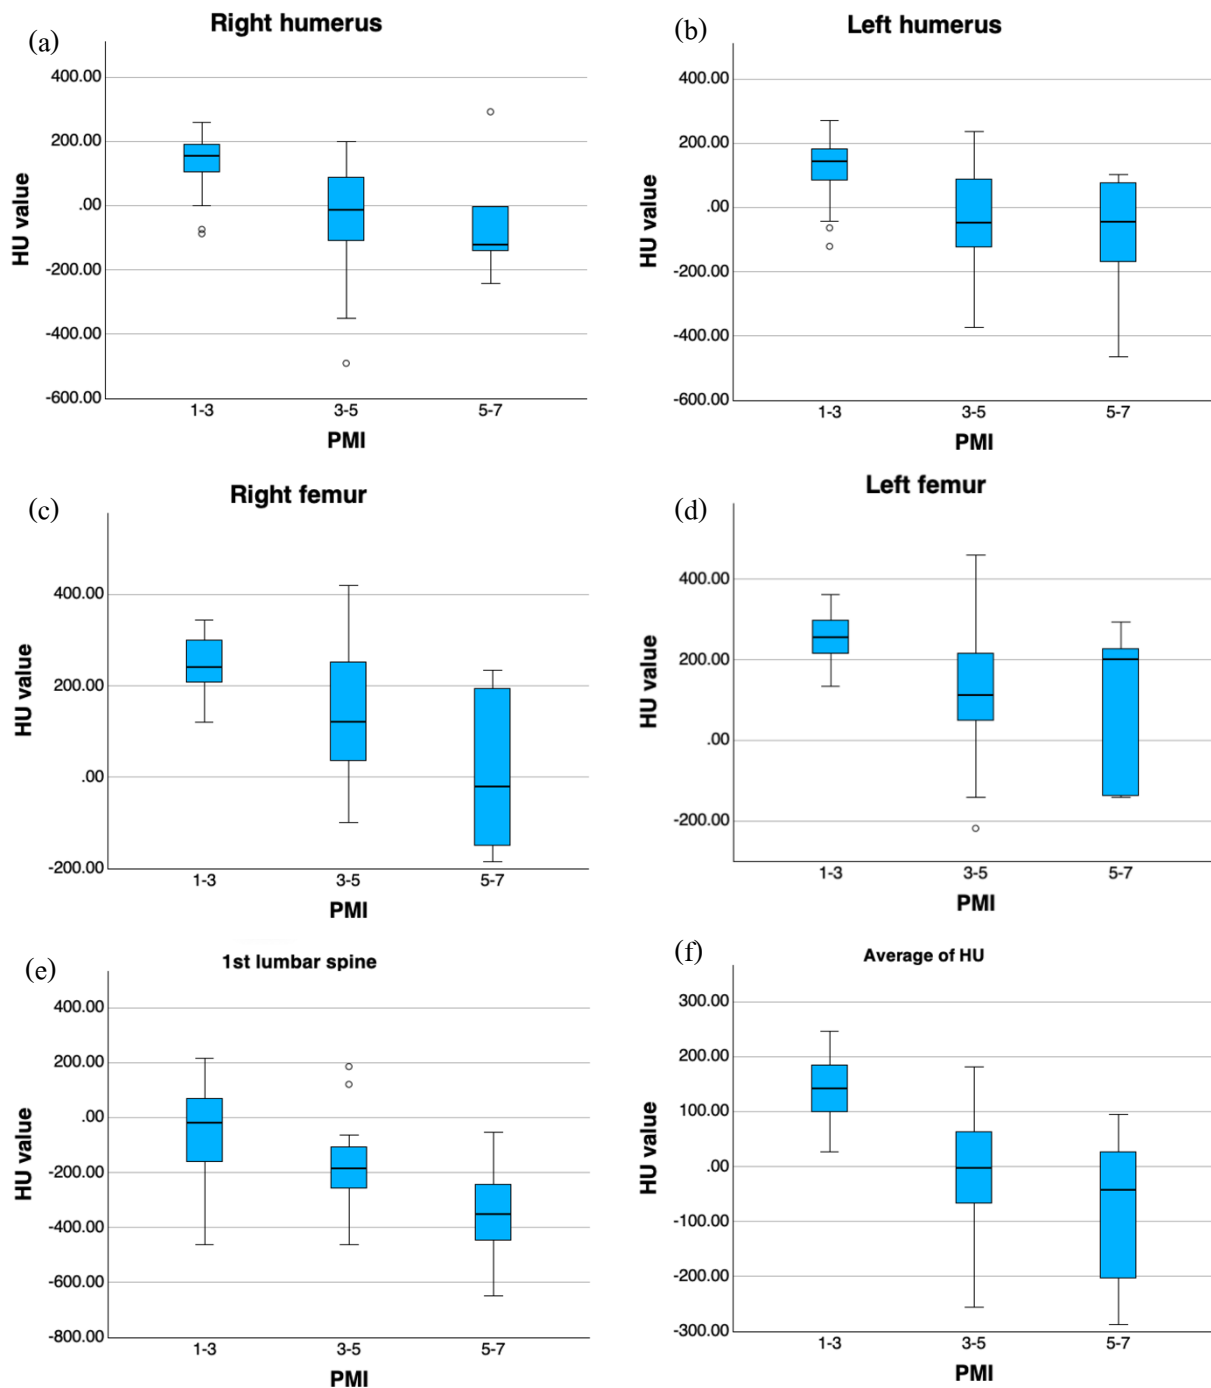 (a)
Right humerus
400.00
200.00
.00
-200.00
-400.00
-600.00
HU value
1-3 3-5 5-7
PMI
(b)
Left humerus
400.00
200.00
.00
-200.00
-400.00
-600.00
HU value
1-3 3-5 5-7
PMI
(c)
Right femur
400.00
200.00
.00
-200.00
HU value
1-3 3-5 5-7
PMI
(d)
Left femur
400.00
200.00
.00
-200.00
HU value
1-3 3-5 5-7
PMI
(e)
1st lumbar spine
400.00
200.00
.00
-200.00
-400.00
-600.00
-800.00
HU value
1-3 3-5 5-7
PMI
(f)
Average of HU
300.00
200.00
100.00
.00
-100.00
-200.00
-300.00
HU value
1-3 3-5 5-7
PMI